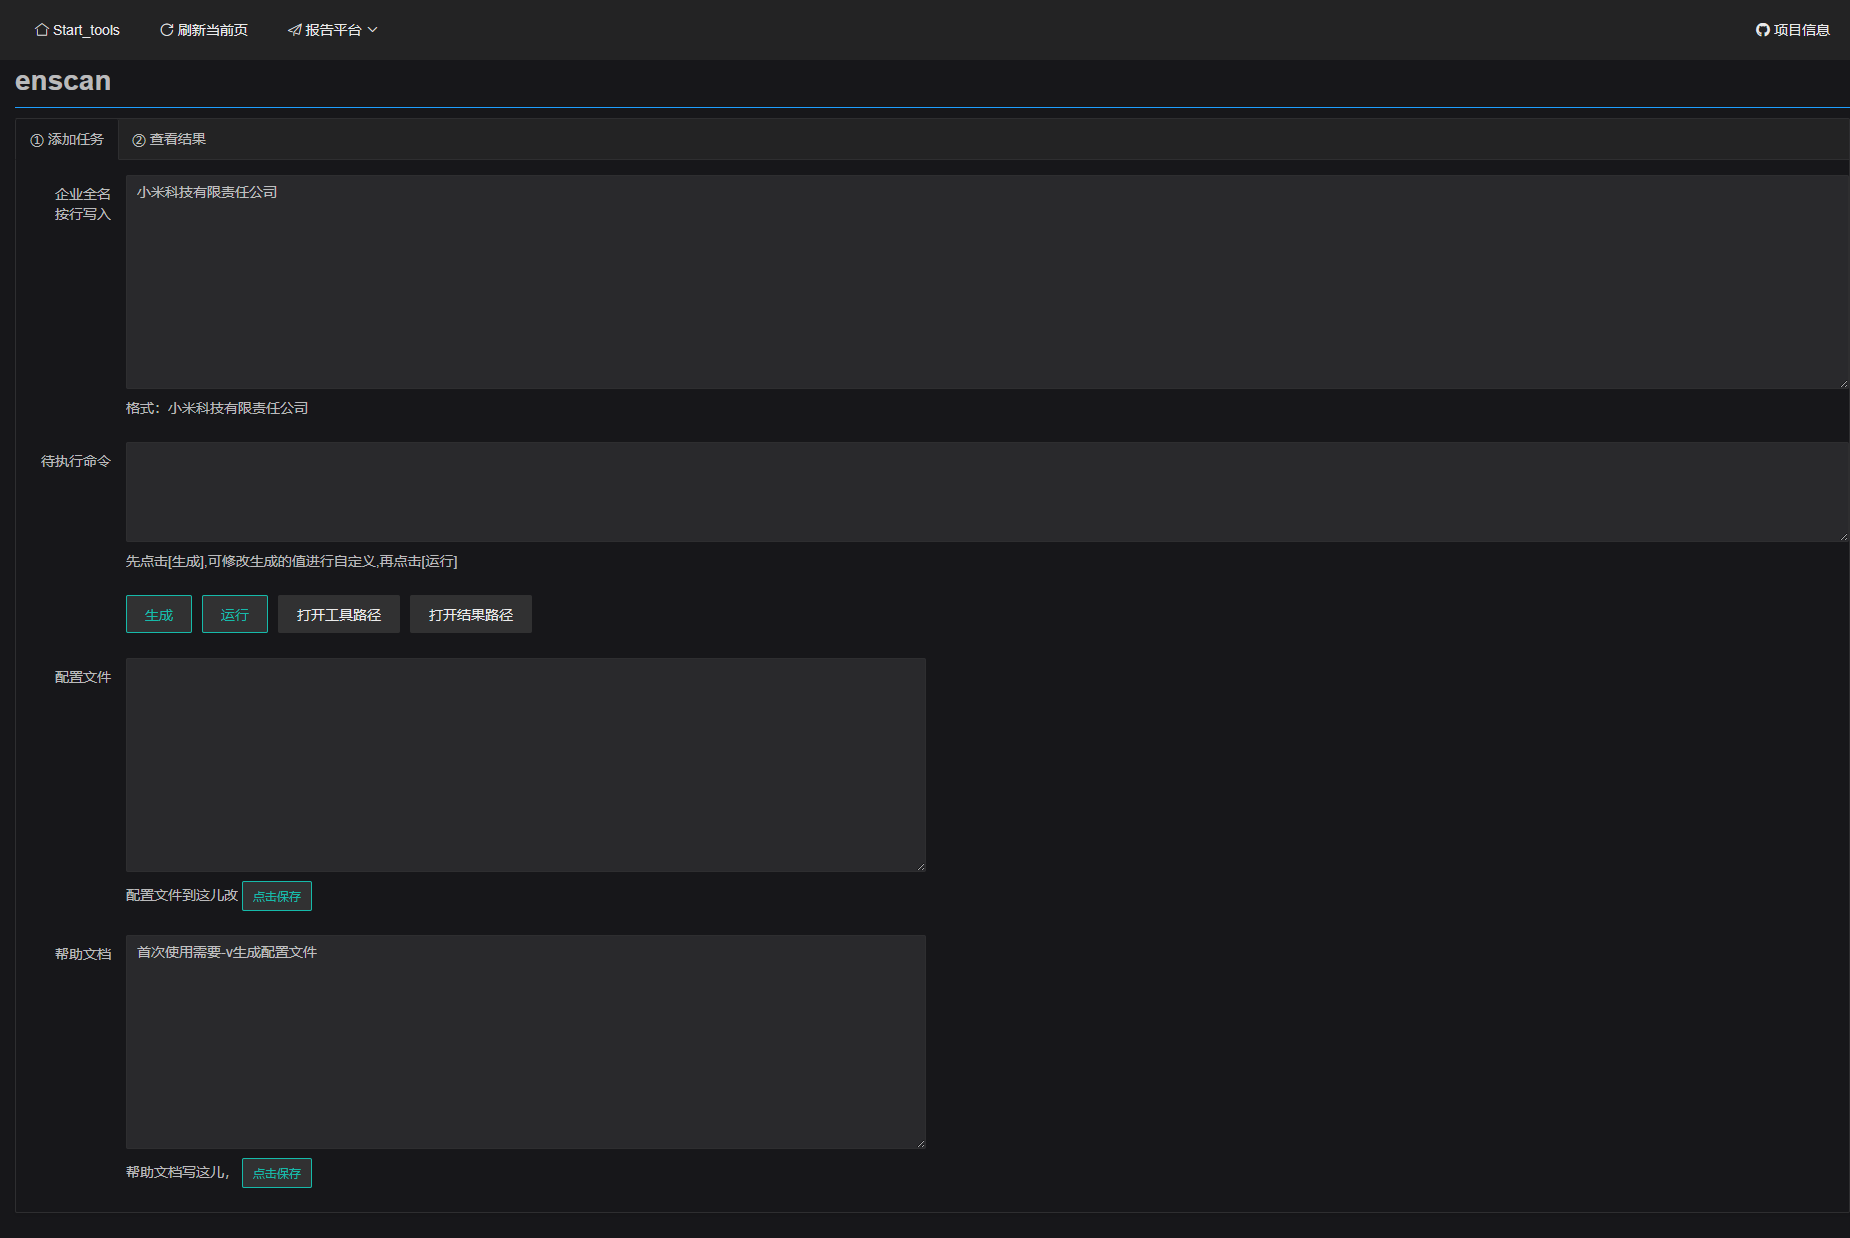 Start_tools
刷新当前页
报告平台
项目信息
enscan
① 添加任务
② 查看结果
企业全名
按行写入
小米科技有限责任公司
格式：小米科技有限责任公司
待执行命令
先点击[生成],可修改生成的值进行自定义,再点击[运行]
生成
运行
打开工具路径
打开结果路径
配置文件
配置文件到这儿改
点击保存
帮助文档
首次使用需要-v生成配置文件
帮助文档写这儿，
点击保存